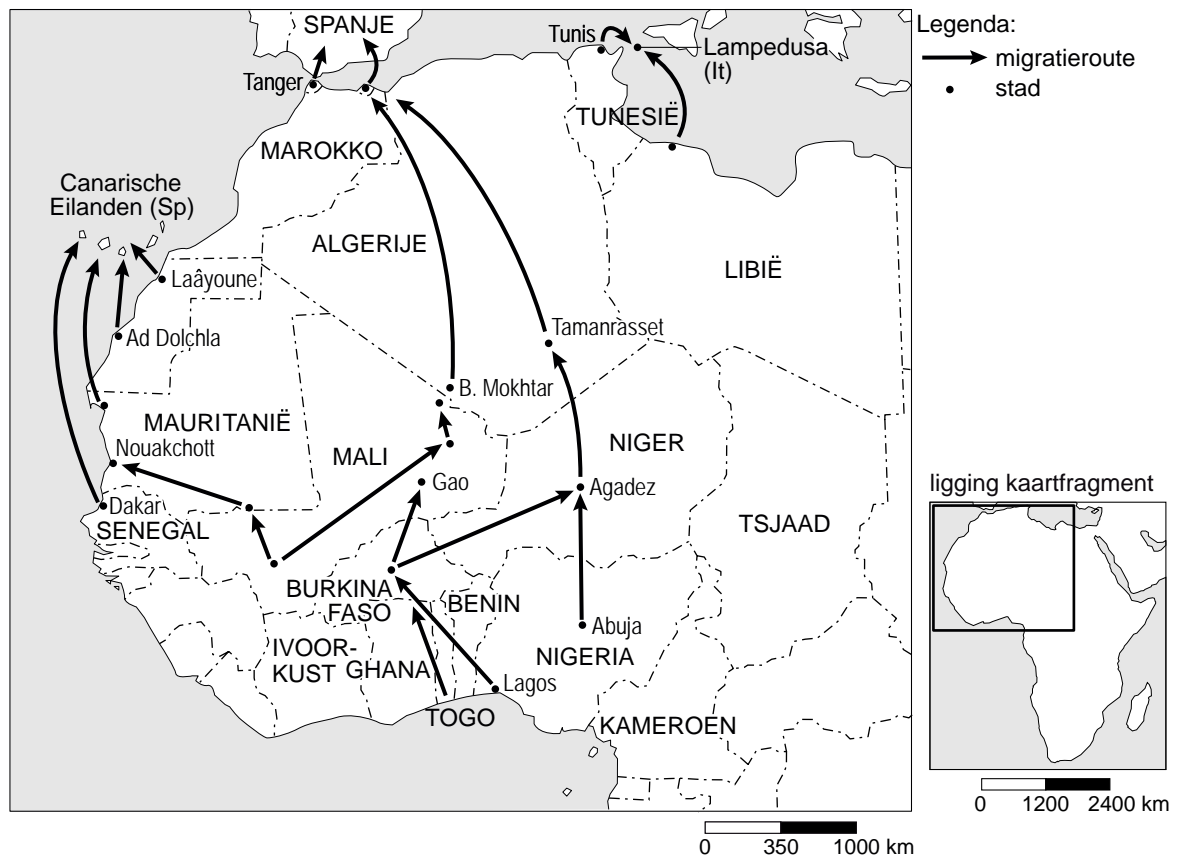 SPANJE
Tunis
Lampedusa
(It)
Tanger
TUNESIË
MAROKKO
Canarische
Eilanden (Sp)
ALGERIJE
LIBIË
Laâyoune
Ad Dolchla
Tamanrasset
B. Mokhtar
MAURITANIË
NIGER
Nouakchott
MALI
Gao
Agadez
Dakar
SENEGAL
TSJAAD
BURKINA
FASO
BENIN
Abuja
IVOOR-
KUST
GHANA
NIGERIA
Lagos
TOGO
KAMEROEN
Legenda:
migratieroute
stad
ligging kaartfragment
0 1200 2400 km
0 350 1000 km